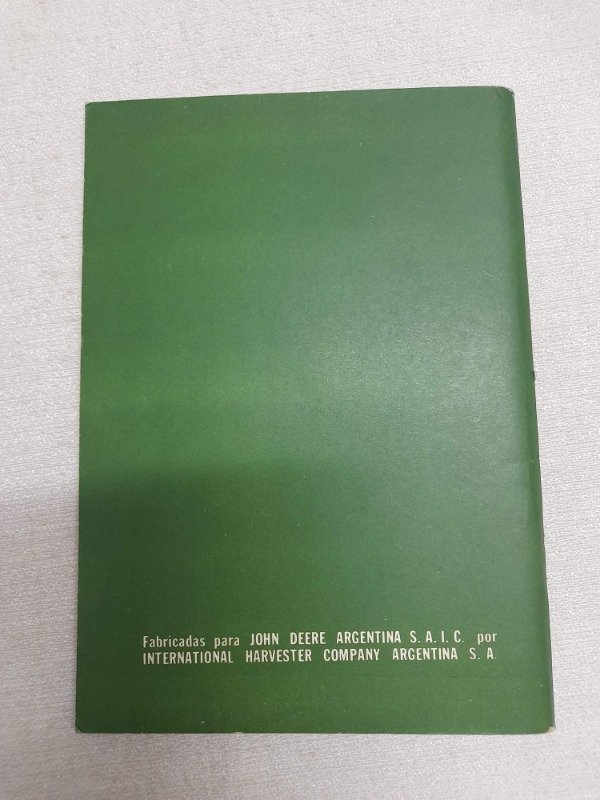 Fabricadas para JOHN DEERE ARGENTINA S. A. I. C. por
INTERNATIONAL HARVESTER COMPANY ARGENTINA S. A.